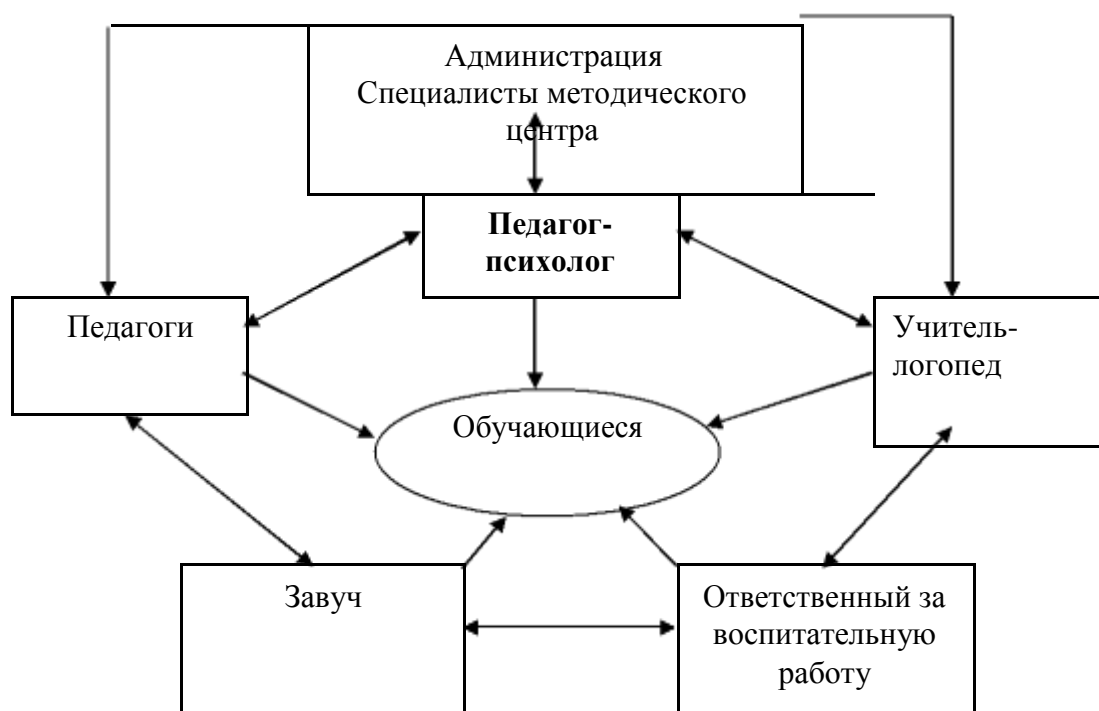 Администрация
Специалисты методического
центра
Педагог-
психолог
Педагоги
Учитель-
логопед
Обучающиеся
Завуч
Ответственный за
воспитательную
работу